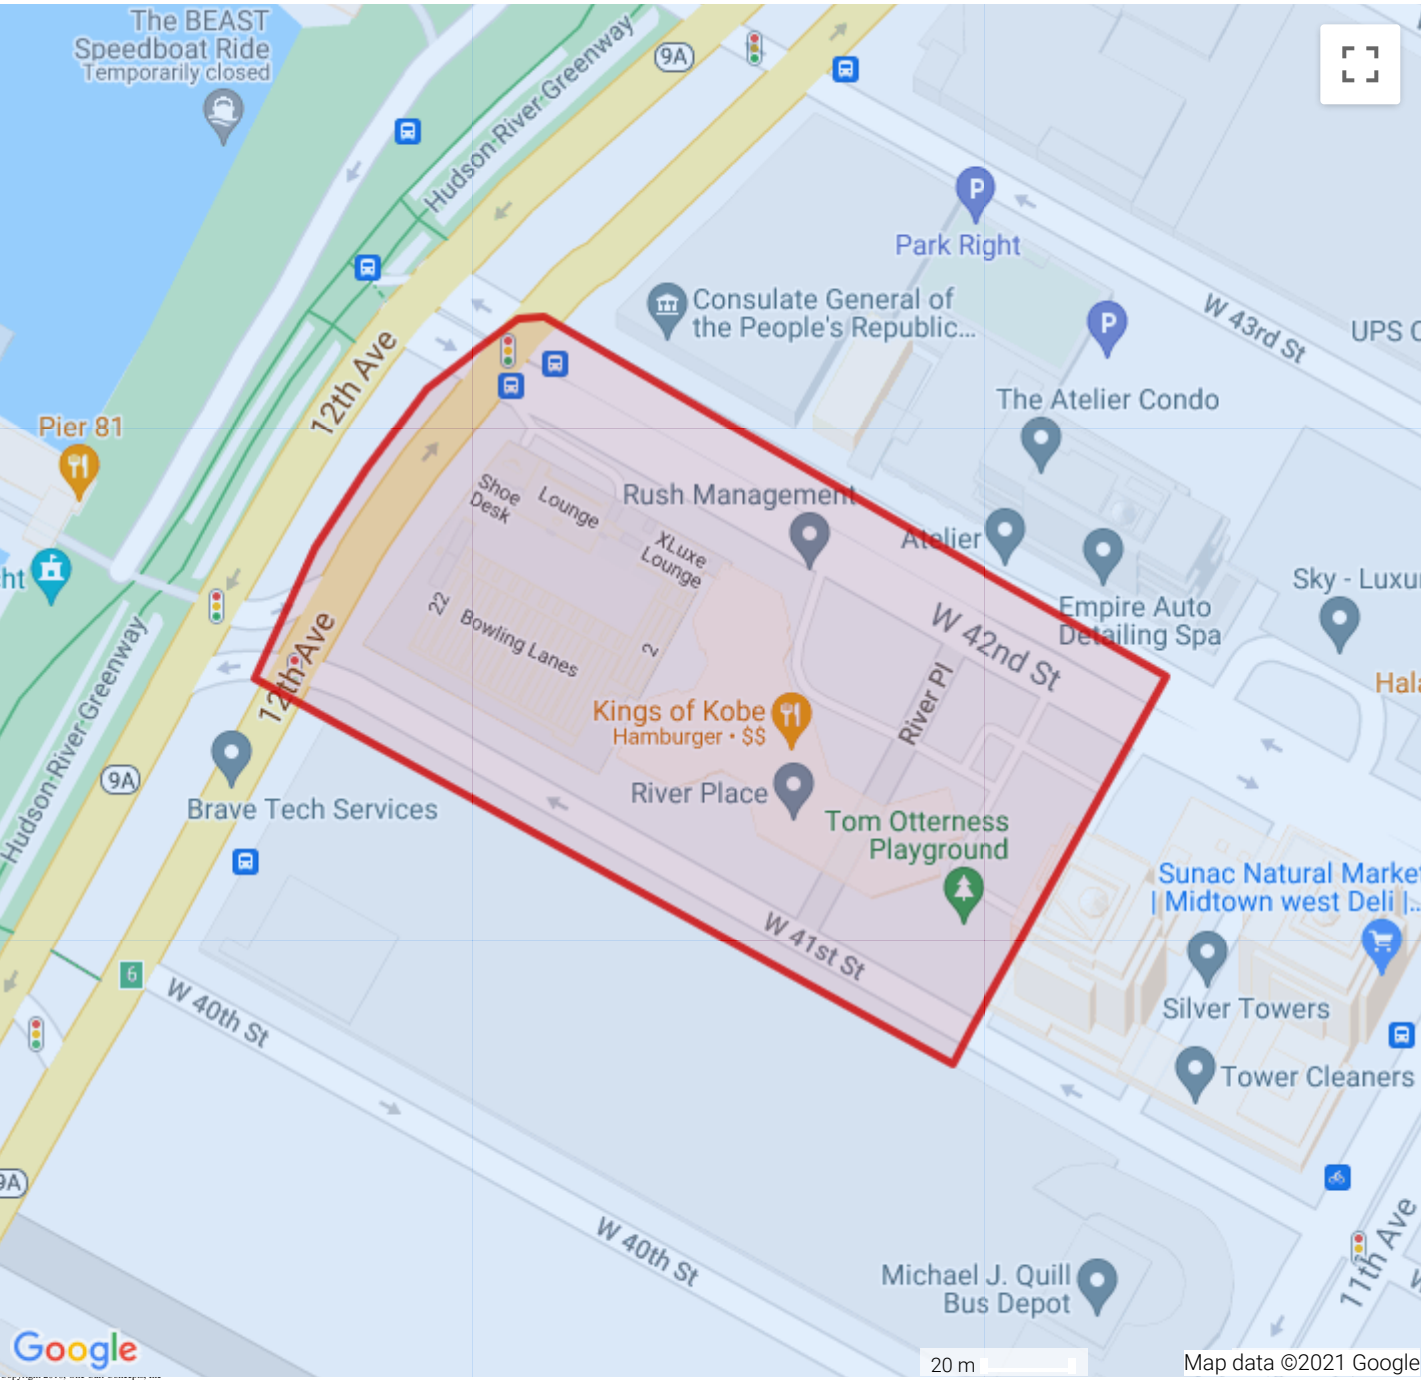 The BEAST
Speedboat Ride
Temporarily closed
9A
Hudson River Greenway
P
Park Right
W 43rd St
Consulate General of
the People's Republic...
P
UPS C
12th Ave
The Atelier Condo
Pier 81
Shoe
Desk
Lounge
Rush Management
XLuxe
Lounge
Atelier
ht
Sky - Luxu
Empire Auto
Detailing Spa
22
Bowling Lanes
2
W 42nd St
12th Ave
River Pl
Hala
Kings of Kobe
Hamburger • $$
Hudson River Greenway
9A
River Place
Brave Tech Services
Tom Otterness
Playground
Sunac Natural Market
| Midtown west Deli |...
W 41st St
6
W 40th St
Silver Towers
Tower Cleaners
9A
W 40th St
11th Ave
W
Michael J. Quill
Bus Depot
Google
20 m
Map data ©2021 Google